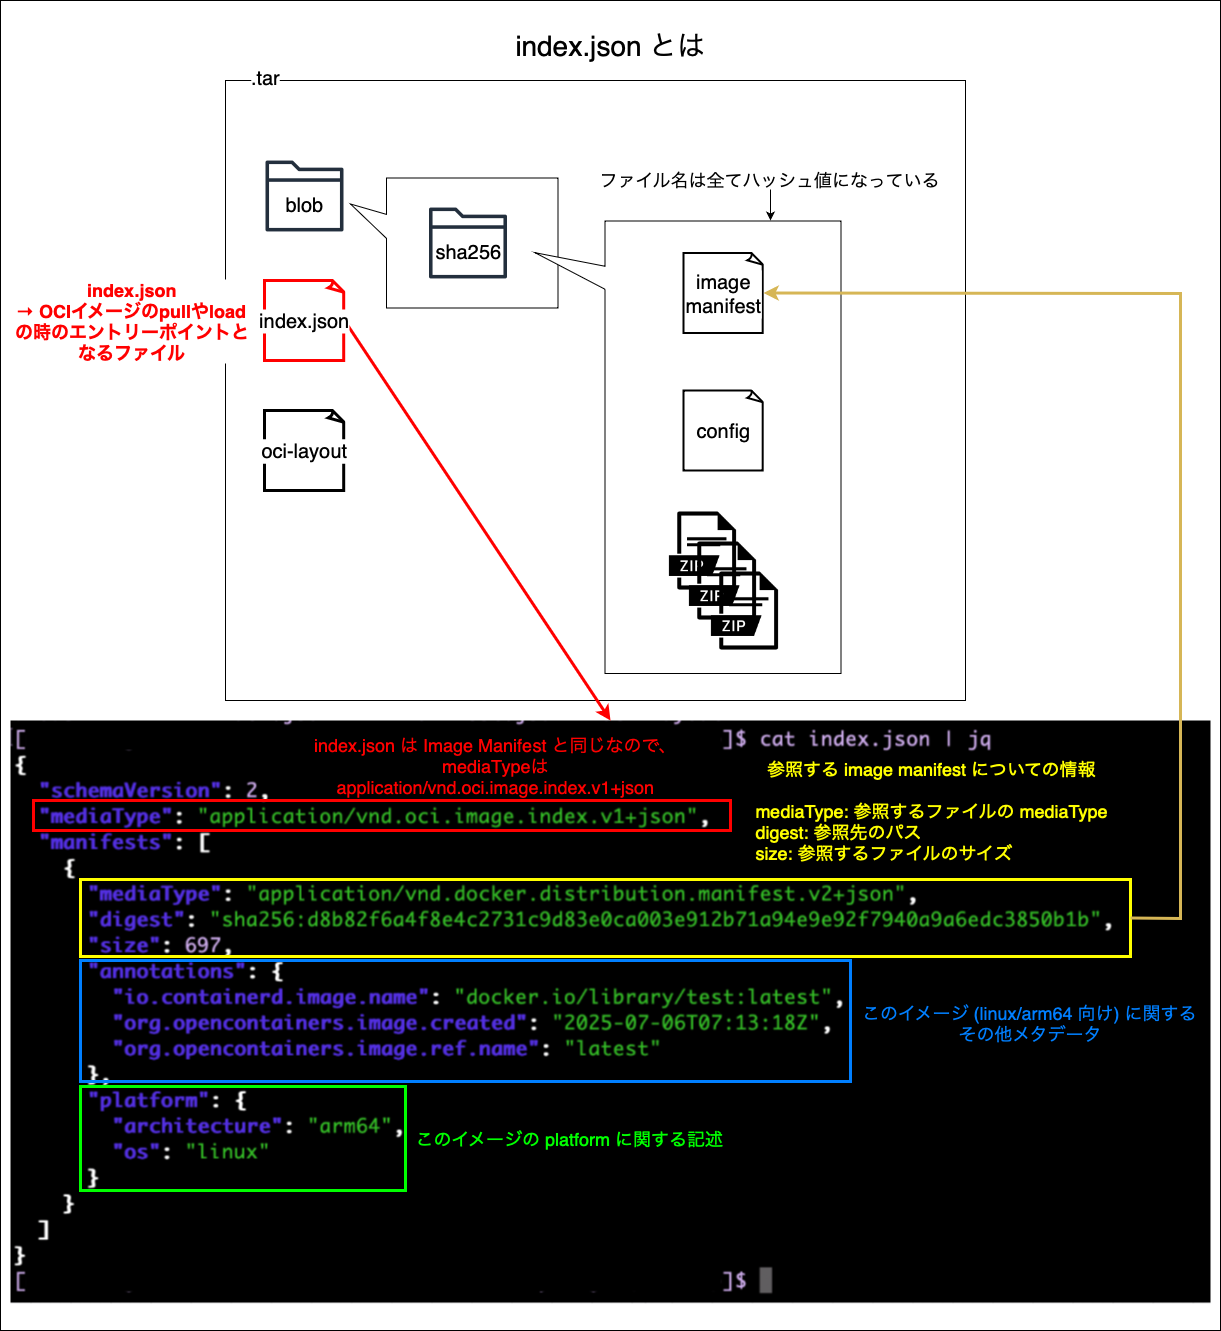 index.json とは
.tar
blob
sha256
ファイル名は全てハッシュ値になっている
image
manifest
index.json
→ OCIイメージのpullやload
の時のエントリーポイントと
なるファイル
index.json
config
oci-layout
ZIP
ZIP
ZIP
[ ]$ cat index.json | jq
index.json は Image Manifest と同じなので、
mediaTypeは
application/vnd.oci.image.index.v1+json
参照する image manifest についての情報
mediaType: 参照するファイルの mediaType
digest: 参照先のパス
size: 参照するファイルのサイズ
{
"schemaVersion": 2,
"mediaType": "application/vnd.oci.image.index.v1+json",
"manifests": [
{
"mediaType": "application/vnd.docker.distribution.manifest.v2+json",
"digest": "sha256:d8b82f6a4f8e4c2731c9d83e0ca003e912b71a94e9e92f7940a9a6edc3850b1b",
"size": 697,
"annotations": {
"io.containerd.image.name": "docker.io/library/test:latest",
"org.opencontainers.image.created": "2025-07-06T07:13:18Z",
"org.opencontainers.image.ref.name": "latest"
},
このイメージ (linux/arm64 向け) に関する
その他メタデータ
"platform": {
"architecture": "arm64",
"os": "linux"
}
このイメージの platform に関する記述
}
]
}
[ ]$